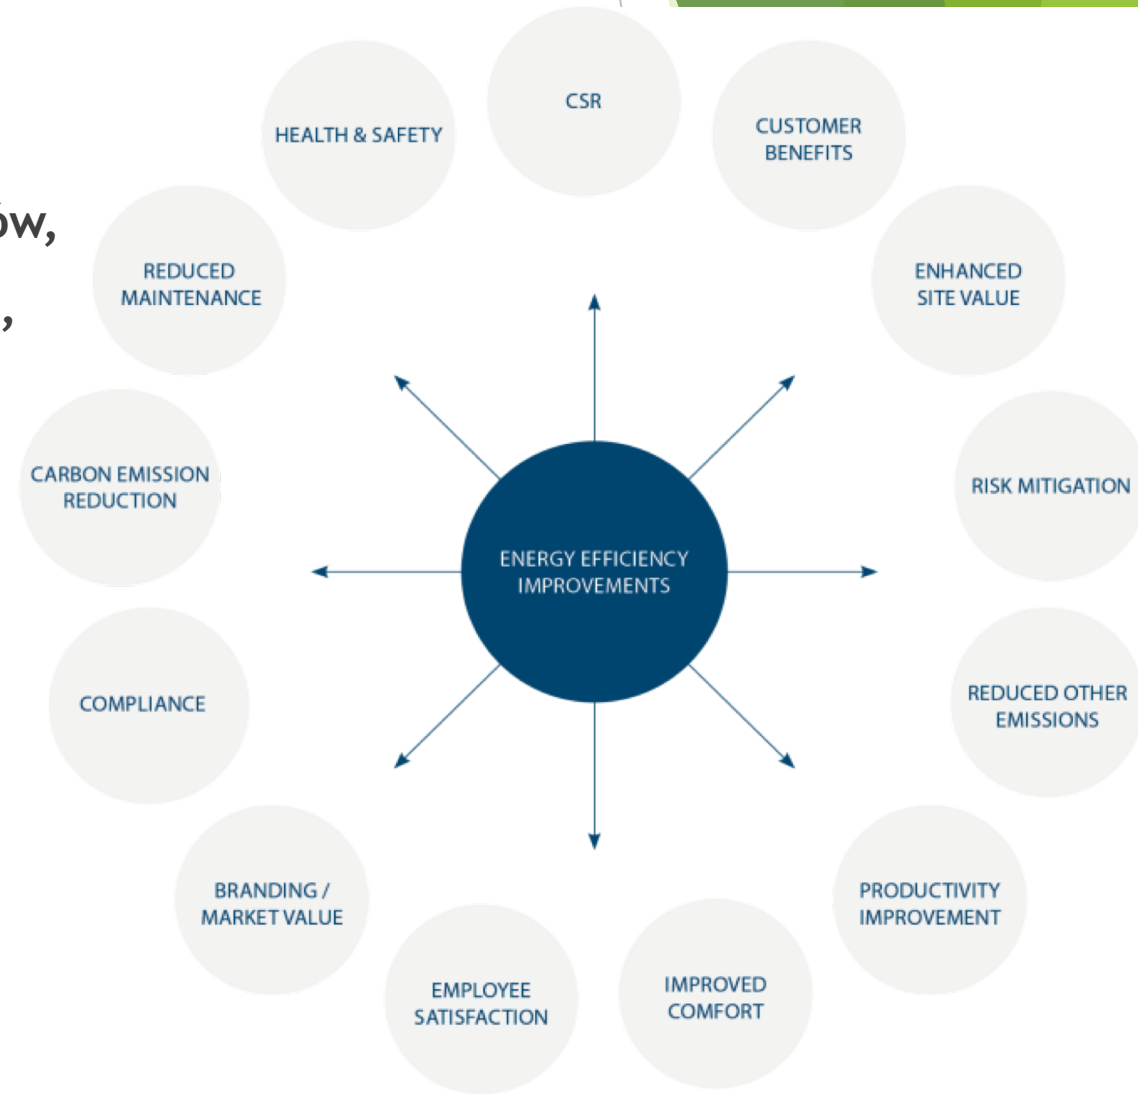 CSR
HEALTH & SAFETY
CUSTOMER
BENEFITS
ów,
,
REDUCED
MAINTENANCE
ENHANCED
SITE VALUE
CARBON EMISSION
REDUCTION
RISK MITIGATION
ENERGY EFFICIENCY
IMPROVEMENTS
COMPLIANCE
REDUCED OTHER
EMISSIONS
BRANDING /
MARKET VALUE
PRODUCTIVITY
IMPROVEMENT
EMPLOYEE
SATISFACTION
IMPROVED
COMFORT